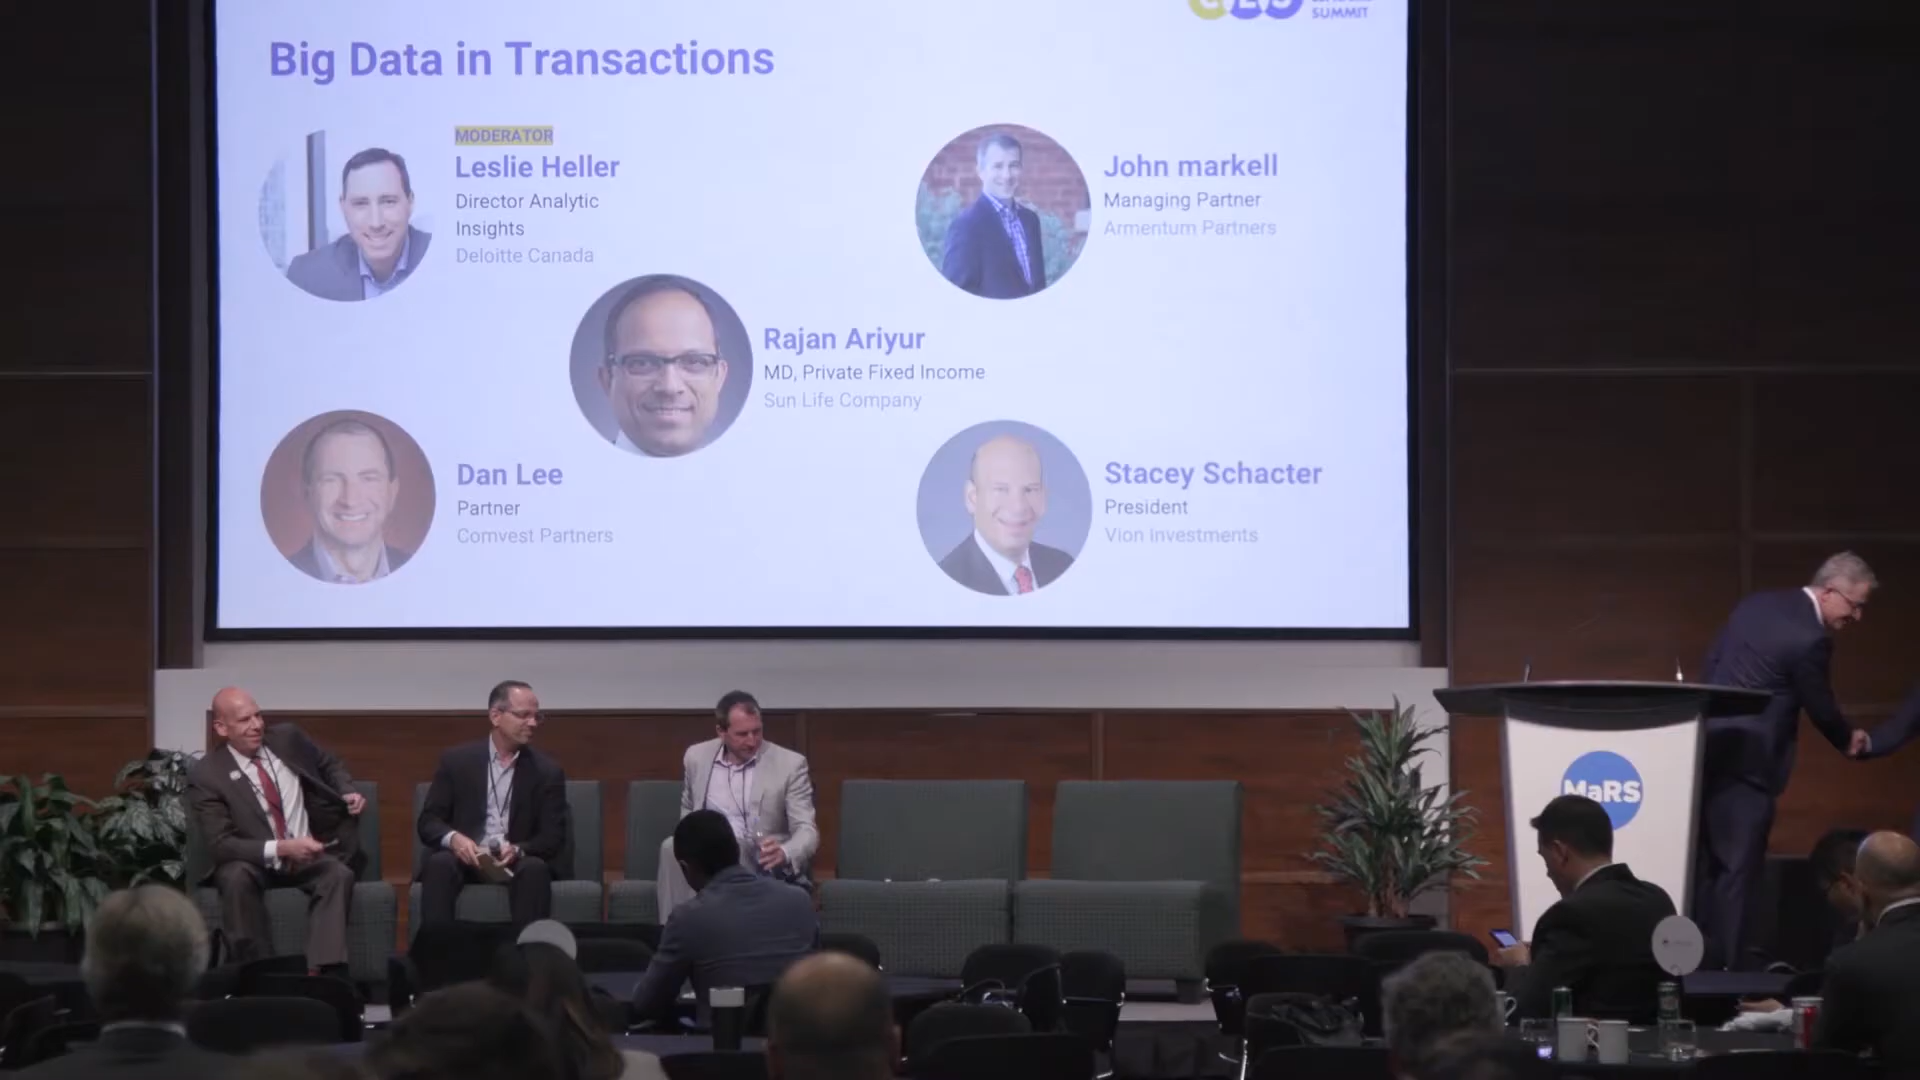 SUMMIT
Big Data in Transactions
MODERATOR
Leslie Heller
Director Analytic
Insights
Deloitte Canada
John markell
Managing Partner
Armentum Partners
Rajan Ariyur
MD, Private Fixed Income
Sun Life Company
Dan Lee
Partner
Comvest Partners
Stacey Schacter
President
Vion Investments
MaRS